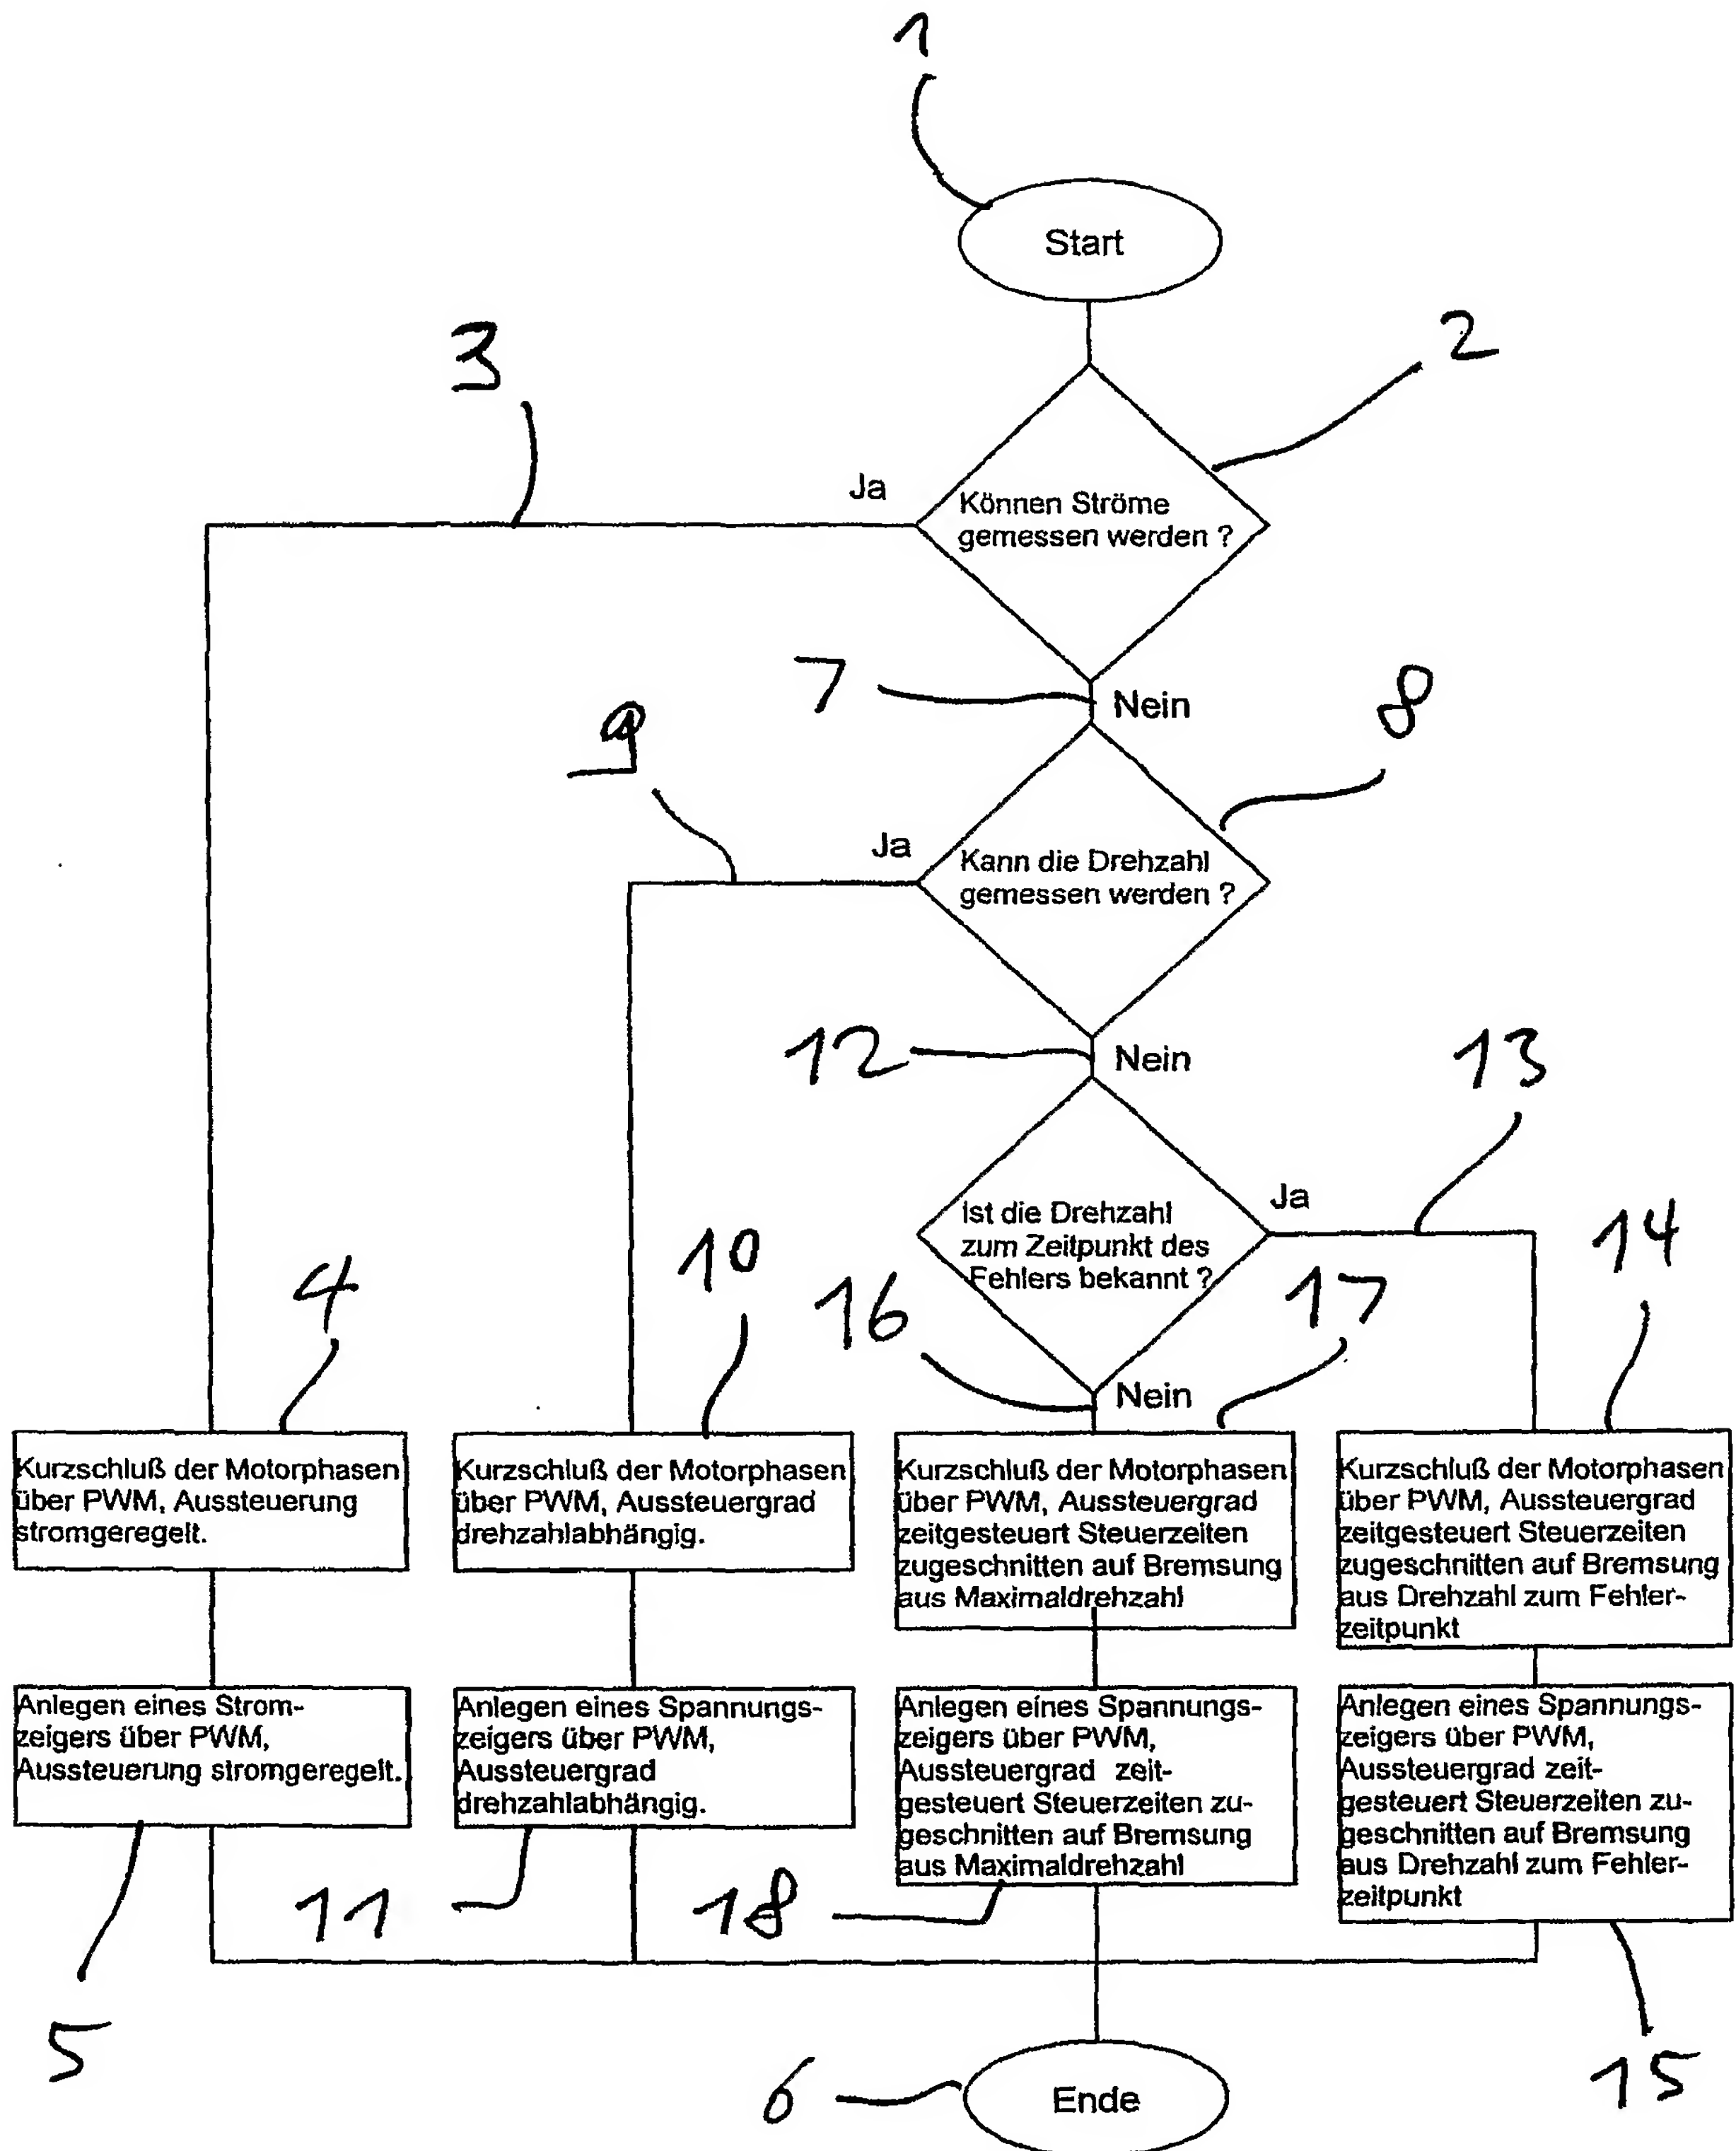 1
Start
2
3
Ja
Können Ströme
gemessen werden ?
7
Nein
8
9
Ja
Kann die Drehzahl
gemessen werden ?
12
Nein
13
Ja
Ist die Drehzahl
zum Zeitpunkt des
Fehlers bekannt ?
4
10
16
17
14
Nein
Kurzschluß der Motorphasen
über PWM, Aussteuerung
stromgeregelt.
Kurzschluß der Motorphasen
über PWM, Aussteuergrad
drehzahlabhängig.
Kurzschluß der Motorphasen
über PWM, Aussteuergrad
zeitgesteuert Steuerzeiten
zugeschnitten auf Bremsung
aus Maximaldrehzahl
Kurzschluß der Motorphasen
über PWM, Aussteuergrad
zeitgesteuert Steuerzeiten
zugeschnitten auf Bremsung
aus Drehzahl zum Fehler-
zeitpunkt
Anlegen eines Strom-
zeigers über PWM,
Aussteuerung stromgeregelt.
Anlegen eines Spannungs-
zeigers über PWM,
Aussteuergrad
drehzahlabhängig.
Anlegen eines Spannungs-
zeigers über PWM,
Aussteuergrad zeit-
gesteuert Steuerzeiten zu-
geschnitten auf Bremsung
aus Maximaldrehzahl
Anlegen eines Spannungs-
zeigers über PWM,
Aussteuergrad zeit-
gesteuert Steuerzeiten zu-
geschnitten auf Bremsung
aus Drehzahl zum Fehler-
zeitpunkt
5
11
18
15
6
Ende